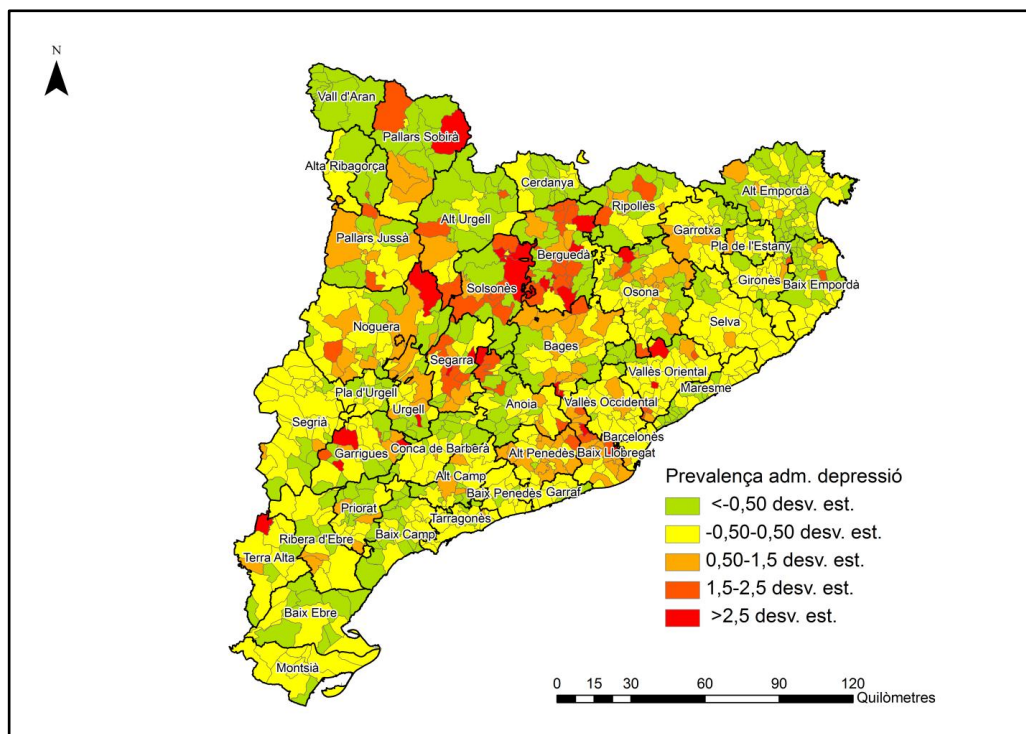 N
Vall d'Aran
Pallars Sobirà
Alta Ribagorça
Cerdanya
Alt Empordà
Ripollès
Alt Urgell
Garrotxa
Pallars Jussà
Pla de l'Estany
Berguedà
Gironès
Baix Empordà
Solsonès
Osona
Selva
Noguera
Bages
Segarra
Vallès Oriental
Maresme
Pla d'Urgell
Anoia
Vallès Occidental
Urgell
Segrià
Barcelonès
Conca de Barberà
Garrigues
Alt Penedès
Baix Llobregat
Alt Camp
Baix Penedès
Garraf
Priorat
Tarragonès
Baix Camp
Ribera d'Ebre
Terra Alta
Baix Ebre
Montsià
Prevalença adm. depressió
<-0,50 desv. est.
-0,50-0,50 desv. est.
0,50-1,5 desv. est.
1,5-2,5 desv. est.
>2,5 desv. est.
0 15 30 60 90 120
Quilòmetres